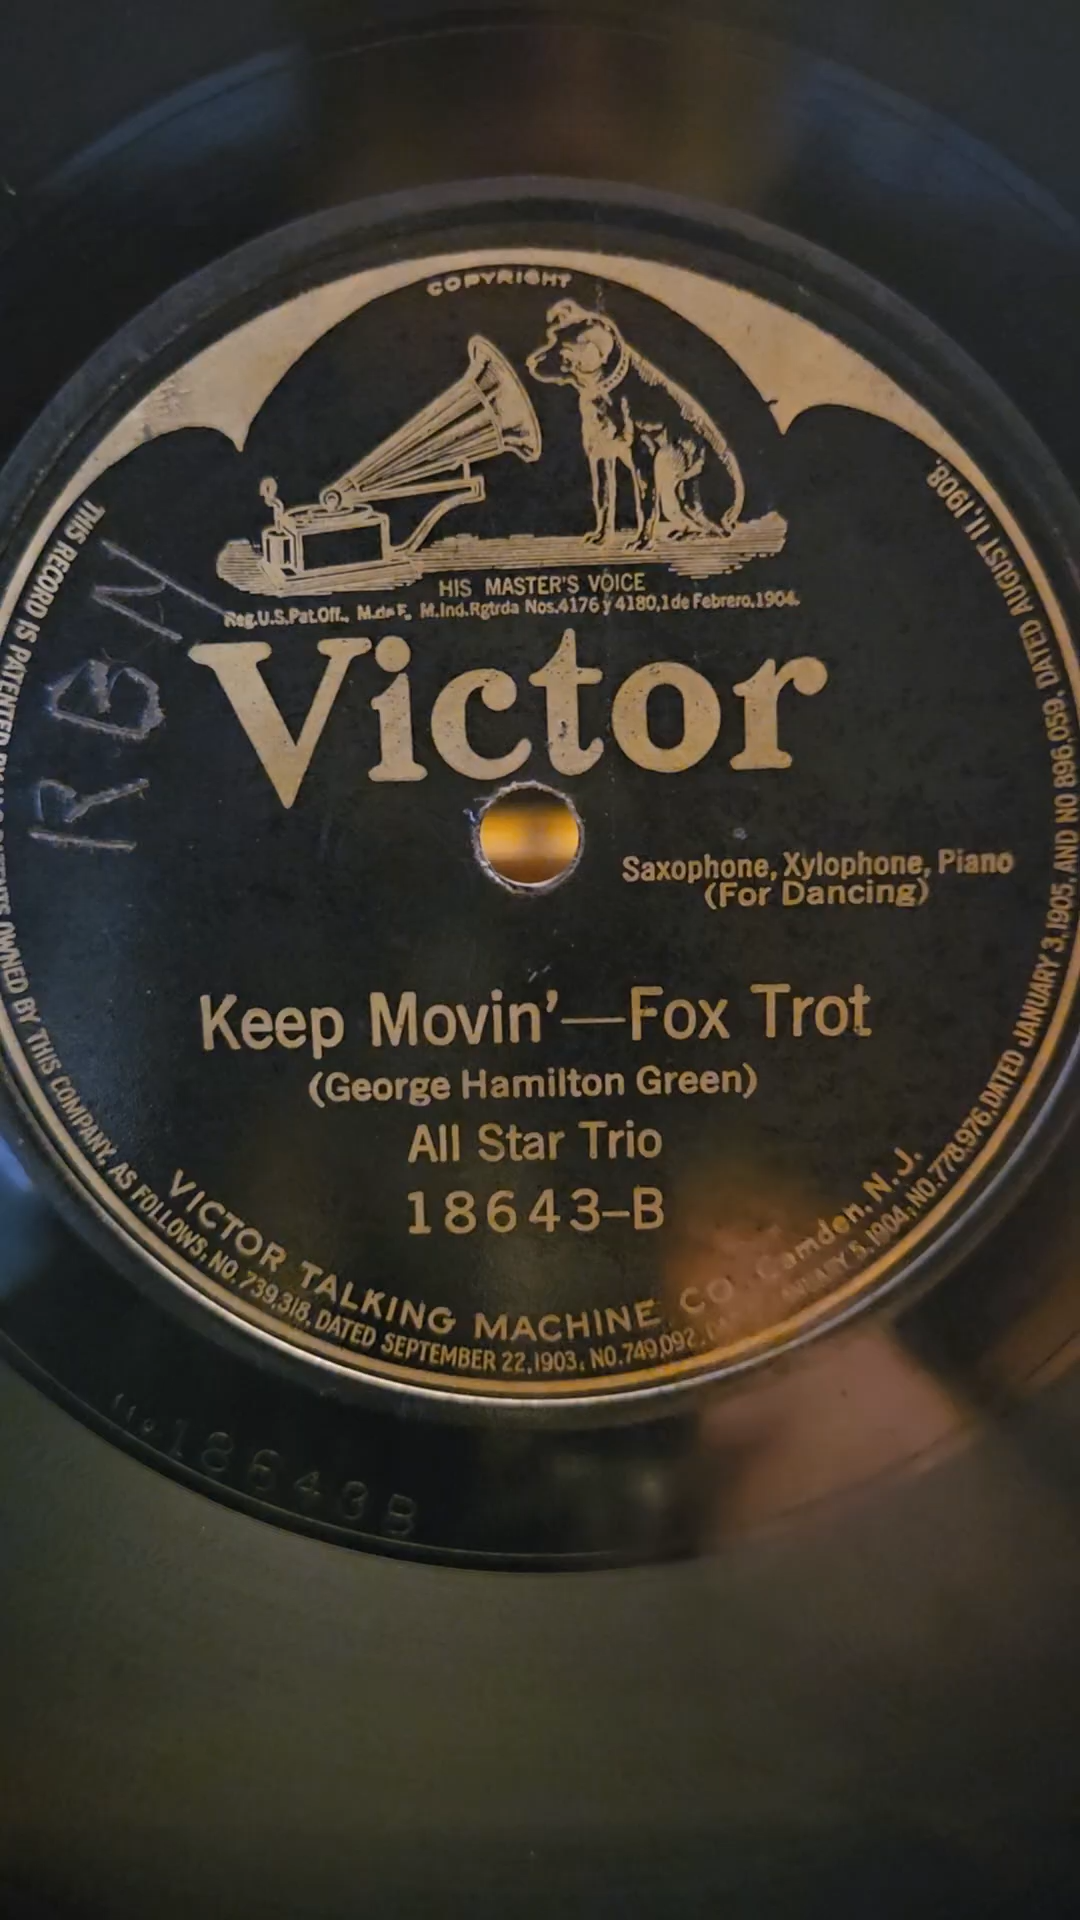 COPYRIGHT
HIS MASTER'S VOICE
Reg.U.S.Pat.Off., M.de F., M.Ind.Rgtrda Nos.4176 y 4180,1 de Febrero,1904.
Victor
RGN
Saxophone, Xylophone, Piano
(For Dancing)
Keep Movin'—Fox Trot
(George Hamilton Green)
All Star Trio
18643-B
VICTOR TALKING MACHINE CO. Camden, N.J.
THIS RECORD IS PATENTED BY U.S. PATENTS OWNED BY THIS COMPANY, AS FOLLOWS, NO. 739,318, DATED SEPTEMBER 22,1903; NO.749,092, JANUARY 5,1904; NO.778,976, DATED JANUARY 3,1905, AND NO 896,059, DATED AUGUST 11,1908.
18643B